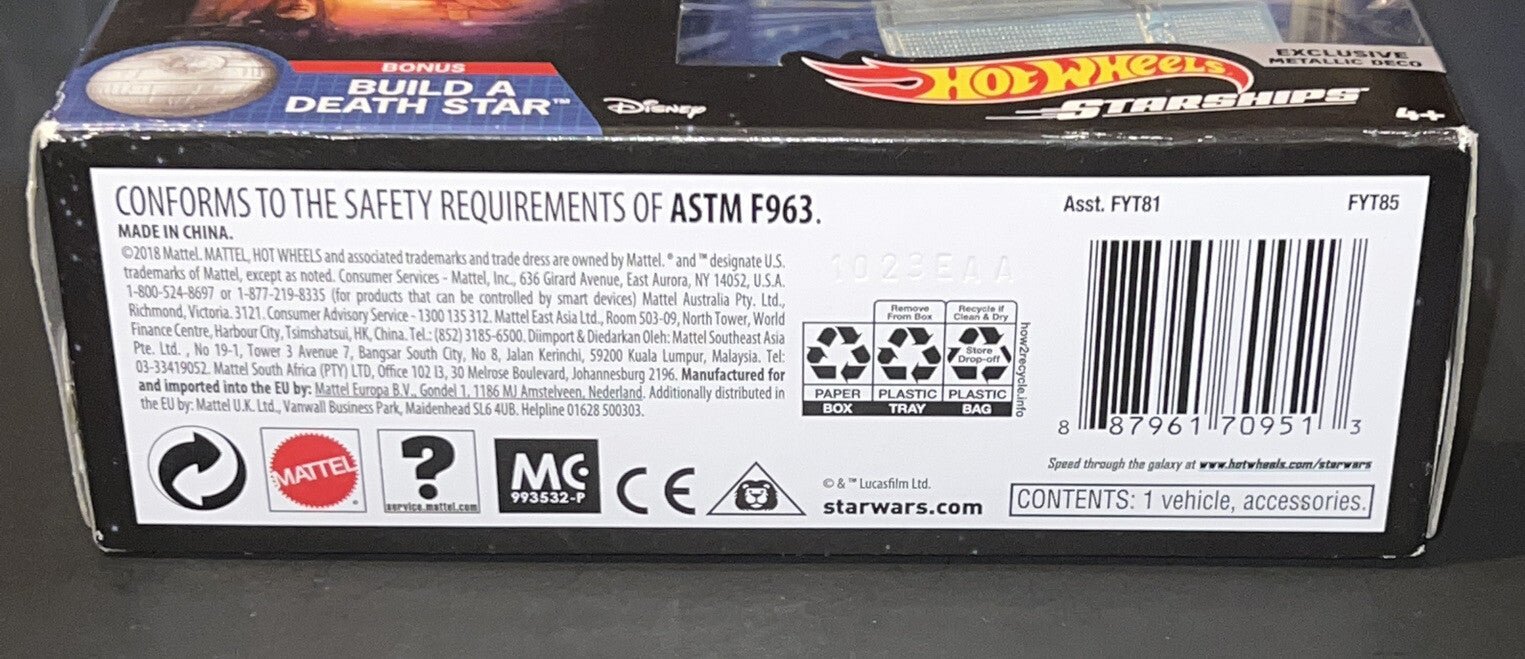 BONUS
BUILD A
DEATH STAR™
Disney
HOT WHEELS
STARSHIPS
EXCLUSIVE
METALLIC DECO
4++
CONFORMS TO THE SAFETY REQUIREMENTS OF ASTM F963.
MADE IN CHINA.
©2018 Mattel. MATTEL, HOT WHEELS and associated trademarks and trade dress are owned by Mattel. ® and ™ designate U.S.
trademarks of Mattel, except as noted. Consumer Services - Mattel, Inc., 636 Girard Avenue, East Aurora, NY 14052, U.S.A.
1-800-524-8697 or 1-877-219-8335 (for products that can be controlled by smart devices) Mattel Australia Pty. Ltd.,
Richmond, Victoria. 3121. Consumer Advisory Service - 1300 135 312. Mattel East Asia Ltd., Room 503-09, North Tower, World
Finance Centre, Harbour City, Tsimshatsui, HK, China. Tel.: (852) 3185-6500. Diimport & Diedarkan Oleh: Mattel Southeast Asia
Pte. Ltd. , No 19-1, Tower 3 Avenue 7, Bangsar South City, No 8, Jalan Kerinchi, 59200 Kuala Lumpur, Malaysia. Tel:
03-33419052. Mattel South Africa (PTY) LTD, Office 102 I3, 30 Melrose Boulevard, Johannesburg 2196. Manufactured for
and imported into the EU by: Mattel Europa B.V., Gondel 1, 1186 MJ Amstelveen, Nederland. Additionally distributed in
the EU by: Mattel U.K. Ltd., Vanwall Business Park, Maidenhead SL6 4UB. Helpline 01628 500303.
MATTEL
®
?
service.mattel.com
MC
993532-P
CE
1023EAA
Remove
From Box
Recycle if
Clean & Dry
Store
Drop-off
PAPER
PLASTIC
PLASTIC
BOX
TRAY
BAG
how2recycle.info
© & ™ Lucasfilm Ltd.
starwars.com
Asst. FYT81
FYT85
8 87961 70951 3
Speed through the galaxy at www.hotwheels.com/starwars
CONTENTS: 1 vehicle, accessories.